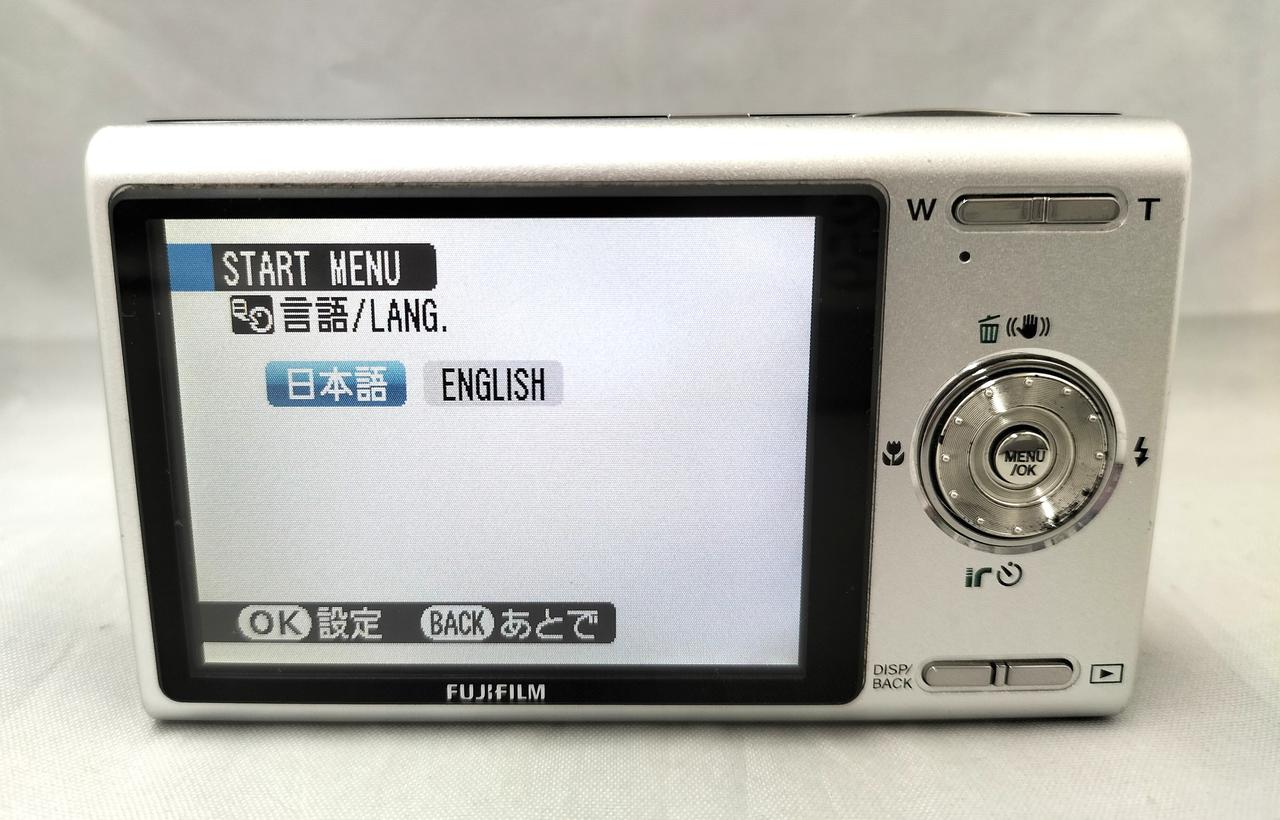 START MENU
言語/LANG.
日本語 ENGLISH
OK 設定 BACK あとで
FUJIFILM
W T
MENU
/OK
ir
DISP/
BACK